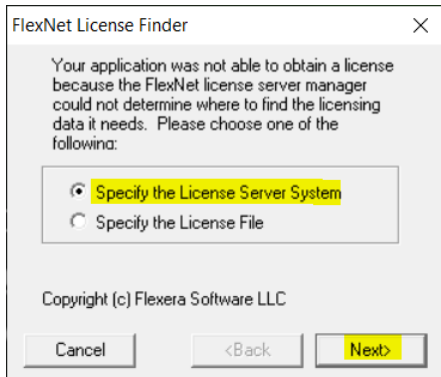 FlexNet License Finder
Your application was not able to obtain a license
because the FlexNet license server manager
could not determine where to find the licensing
data it needs. Please choose one of the
following:
Specify the License Server System
Specify the License File
Copyright (c) Flexera Software LLC
Cancel
<Back
Next>